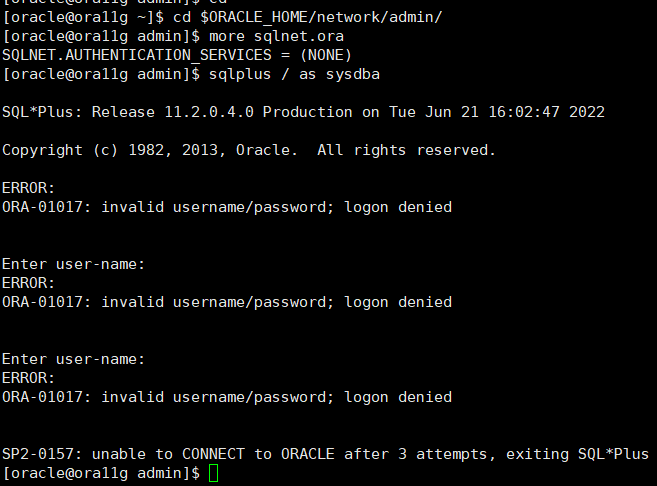 [oracle@ora11g ~]$ cd $ORACLE_HOME/network/admin/
[oracle@ora11g admin]$ more sqlnet.ora
SQLNET.AUTHENTICATION_SERVICES = (NONE)
[oracle@ora11g admin]$ sqlplus / as sysdba
SQL*Plus: Release 11.2.0.4.0 Production on Tue Jun 21 16:02:47 2022
Copyright (c) 1982, 2013, Oracle.  All rights reserved.
ERROR:
ORA-01017: invalid username/password; logon denied
Enter user-name:
ERROR:
ORA-01017: invalid username/password; logon denied
Enter user-name:
ERROR:
ORA-01017: invalid username/password; logon denied
SP2-0157: unable to CONNECT to ORACLE after 3 attempts, exiting SQL*Plus
[oracle@ora11g admin]$